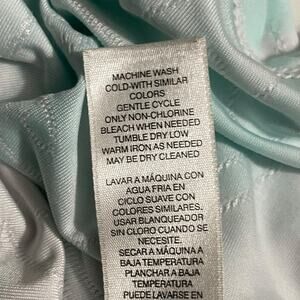 MACHINE WASH
COLD-WITH SIMILAR
COLORS
GENTLE CYCLE
ONLY NON-CHLORINE
BLEACH WHEN NEEDED
TUMBLE DRY LOW
WARM IRON AS NEEDED
MAY BE DRY CLEANED
LAVAR A MÁQUINA CON
AGUA FRIA EN
CICLO SUAVE CON
COLORES SIMILARES.
USAR BLANQUEADOR
SIN CLORO CUANDO SE
NECESITE.
SECAR A MÁQUINA A
BAJA TEMPERATURA
PLANCHAR A BAJA
TEMPERATURA
PUEDE LAVARSE EN